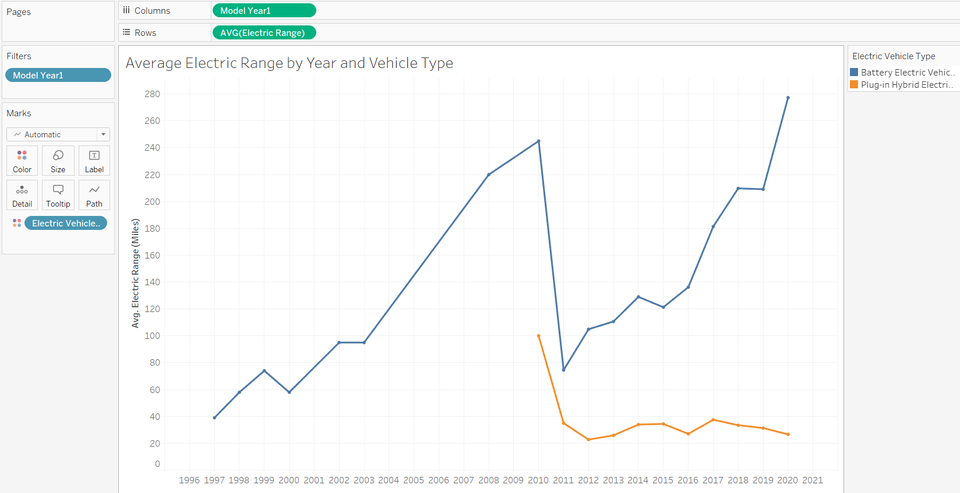 Pages
Columns
Model Year1
Rows
AVG(Electric Range)
Filters
Model Year1
Marks
Automatic
Color
Size
Label
Detail
Tooltip
Path
Electric Vehicle..
Average Electric Range by Year and Vehicle Type
Avg. Electric Range (Miles)
280
260
240
220
200
180
160
140
120
100
80
60
40
20
0
1996 1997 1998 1999 2000 2001 2002 2003 2004 2005 2006 2007 2008 2009 2010 2011 2012 2013 2014 2015 2016 2017 2018 2019 2020 2021
Electric Vehicle Type
Battery Electric Vehic..
Plug-in Hybrid Electri..